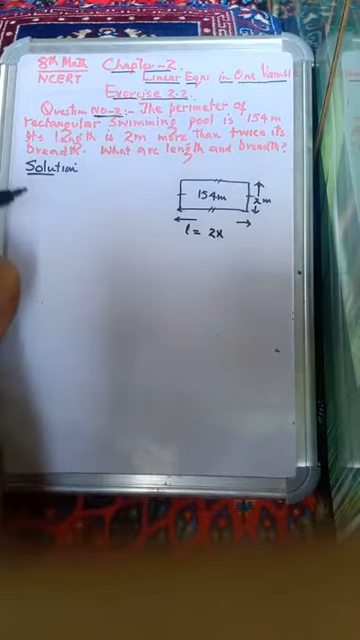 8th Math Chapter-2
NCERT Linear Eqns in One Variable
Exercise 2.2
Question No-2:- The perimeter of
rectangular swimming pool is 154m
Its length is 2m more than twice its
breadth. What are length and breadth?
Solution
154m
x m
l = 2x